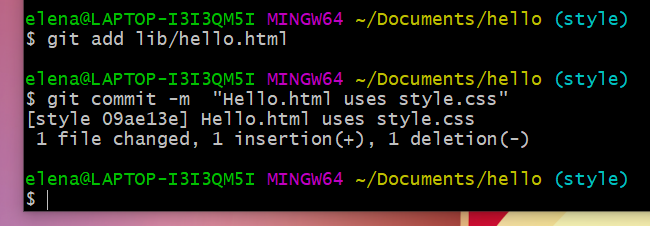 elena@LAPTOP-I3I3QM5I MINGW64 ~/Documents/hello (style)
$ git add lib/hello.html
elena@LAPTOP-I3I3QM5I MINGW64 ~/Documents/hello (style)
$ git commit -m  "Hello.html uses style.css"
[style 09ae13e] Hello.html uses style.css
 1 file changed, 1 insertion(+), 1 deletion(-)
elena@LAPTOP-I3I3QM5I MINGW64 ~/Documents/hello (style)
$